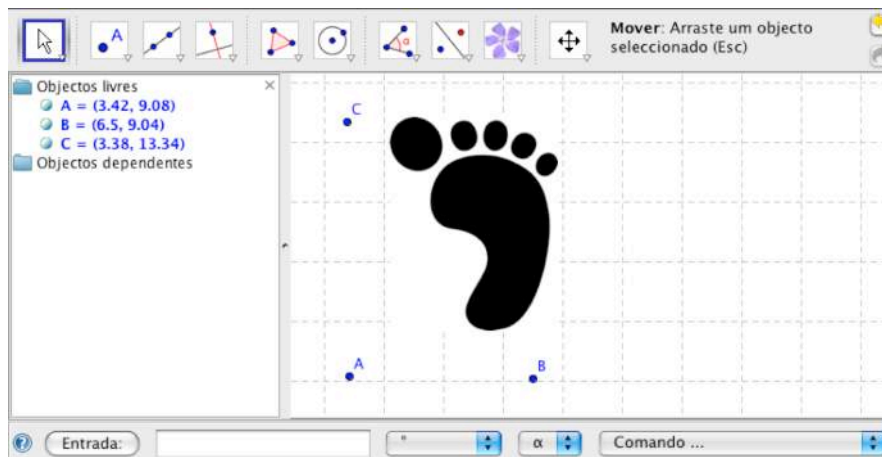 A
α
Mover: Arraste um objecto
seleccionado (Esc)
Objectos livres
A = (3.42, 9.08)
B = (6.5, 9.04)
C = (3.38, 13.34)
Objectos dependentes
C
A
B
Entrada:
°
α
Comando ...